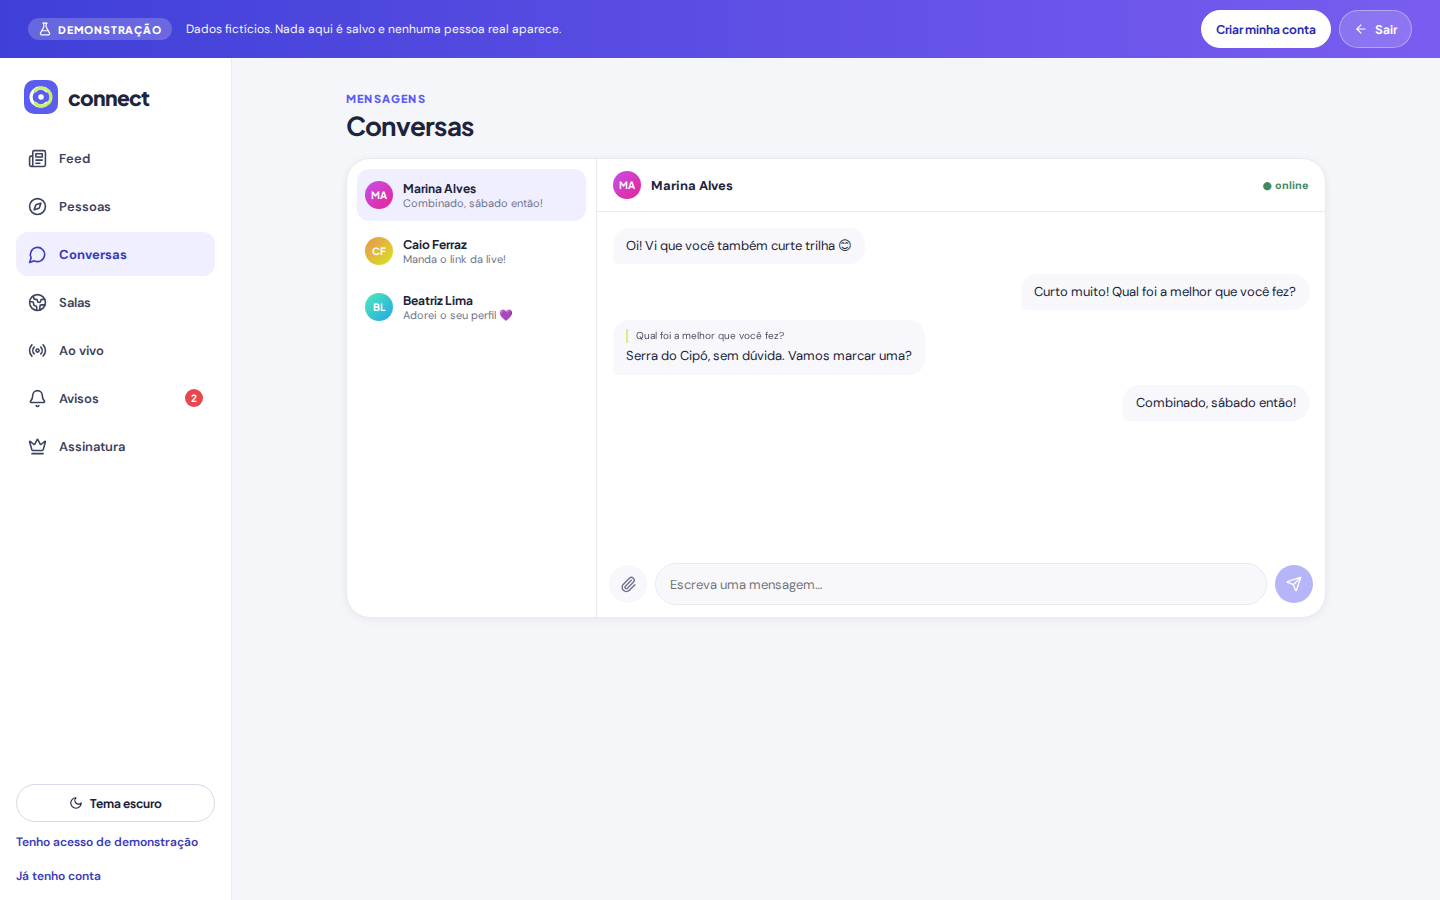 DEMONSTRAÇÃO
Dados fictícios. Nada aqui é salvo e nenhuma pessoa real aparece.
Criar minha conta
Sair
connect
Feed
Pessoas
Conversas
Salas
Ao vivo
Avisos
2
Assinatura
Tema escuro
Tenho acesso de demonstração
Já tenho conta
MENSAGENS
Conversas
MA
Marina Alves
Combinado, sábado então!
CF
Caio Ferraz
Manda o link da live!
BL
Beatriz Lima
Adorei o seu perfil 💜
MA
Marina Alves
online
Oi! Vi que você também curte trilha 😊
Curto muito! Qual foi a melhor que você fez?
Qual foi a melhor que você fez?
Serra do Cipó, sem dúvida. Vamos marcar uma?
Combinado, sábado então!
Escreva uma mensagem...